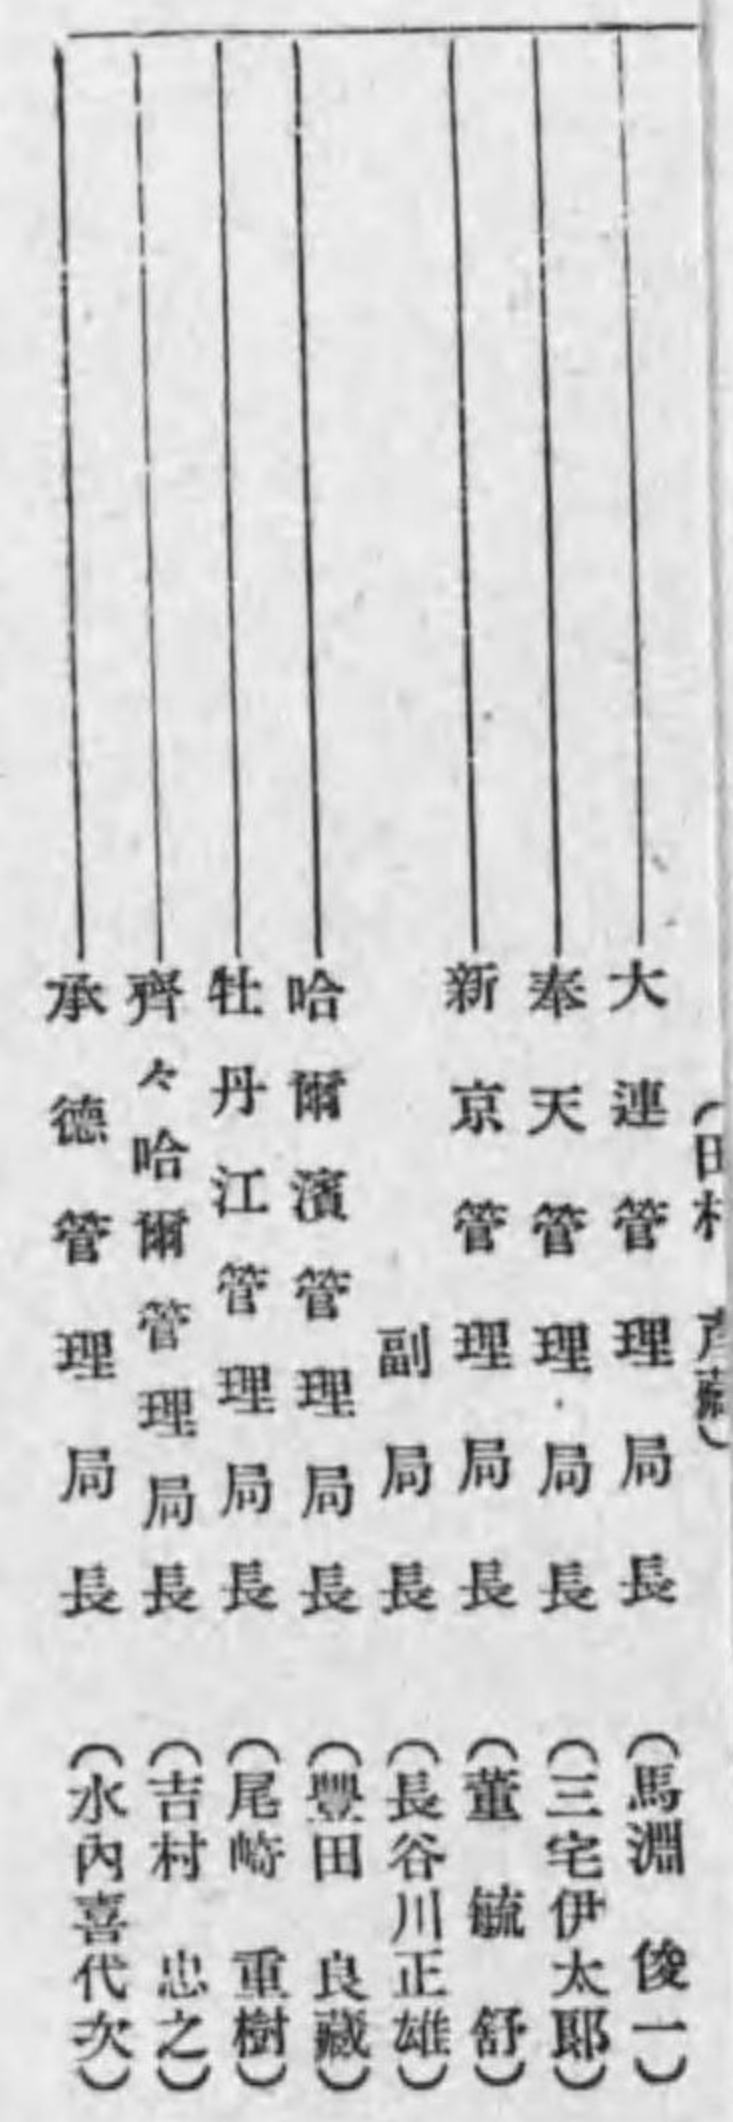 (田村 彦藏)
大連管理局長 (馬淵 俊一)
奉天管理局長 (三宅伊太郎)
新京管理局長 (董毓舒)
副局長 (長谷川正雄)
哈爾濱管理局長 (豐田良藏)
牡丹江管理局長 (尾崎重樹)
齊々哈爾管理局長 (吉村忠之)
承德管理局長 (水內喜代次)